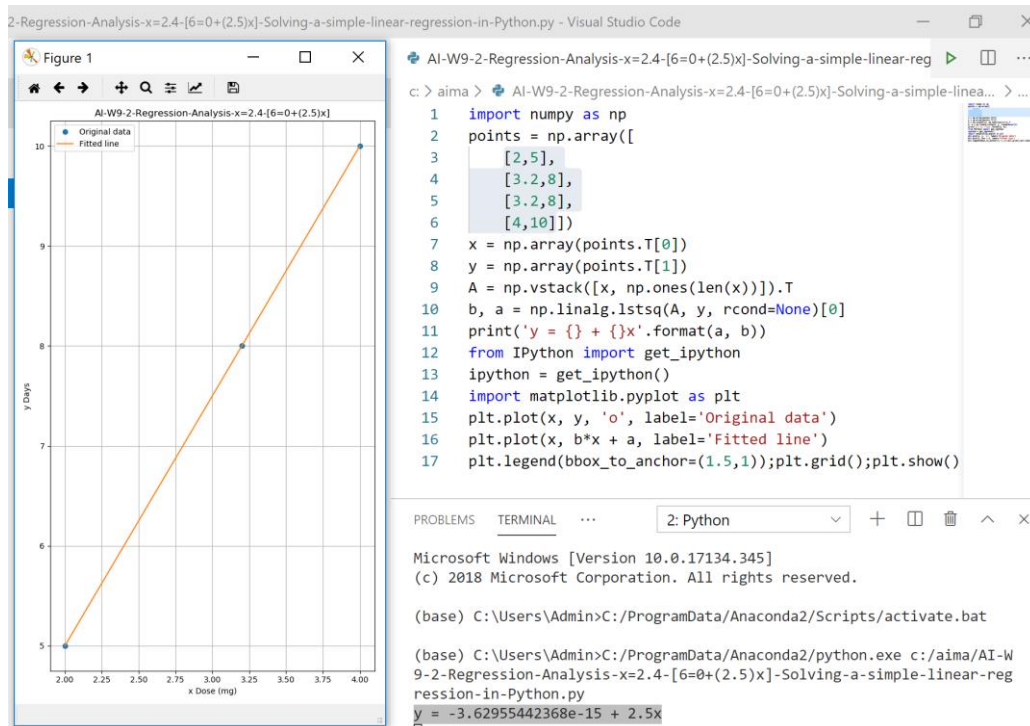 2-Regression-Analysis-x=2.4-[6=0+(2.5)x]-Solving-a-simple-linear-regression-in-Python.py - Visual Studio Code
Figure 1
AI-W9-2-Regression-Analysis-x=2.4-[6=0+(2.5)x]
Original data
Fitted line
10
9
8
7
6
5
y Days
2.00 2.25 2.50 2.75 3.00 3.25 3.50 3.75 4.00
x Dose (mg)
AI-W9-2-Regression-Analysis-x=2.4-[6=0+(2.5)x]-Solving-a-simple-linear-reg
c: > aima > AI-W9-2-Regression-Analysis-x=2.4-[6=0+(2.5)x]-Solving-a-simple-linea... > ...
1 import numpy as np
2 points = np.array([
3 [2,5],
4 [3.2,8],
5 [3.2,8],
6 [4,10]])
7 x = np.array(points.T[0])
8 y = np.array(points.T[1])
9 A = np.vstack([x, np.ones(len(x))]).T
10 b, a = np.linalg.lstsq(A, y, rcond=None)[0]
11 print('y = {} + {}x'.format(a, b))
12 from IPython import get_ipython
13 ipython = get_ipython()
14 import matplotlib.pyplot as plt
15 plt.plot(x, y, 'o', label='Original data')
16 plt.plot(x, b*x + a, label='Fitted line')
17 plt.legend(bbox_to_anchor=(1.5,1));plt.grid();plt.show()
PROBLEMS TERMINAL ... 2: Python
Microsoft Windows [Version 10.0.17134.345]
(c) 2018 Microsoft Corporation. All rights reserved.
(base) C:\Users\Admin>C:/ProgramData/Anaconda2/Scripts/activate.bat
(base) C:\Users\Admin>C:/ProgramData/Anaconda2/python.exe c:/aima/AI-W
9-2-Regression-Analysis-x=2.4-[6=0+(2.5)x]-Solving-a-simple-linear-reg
ression-in-Python.py
y = -3.62955442368e-15 + 2.5x